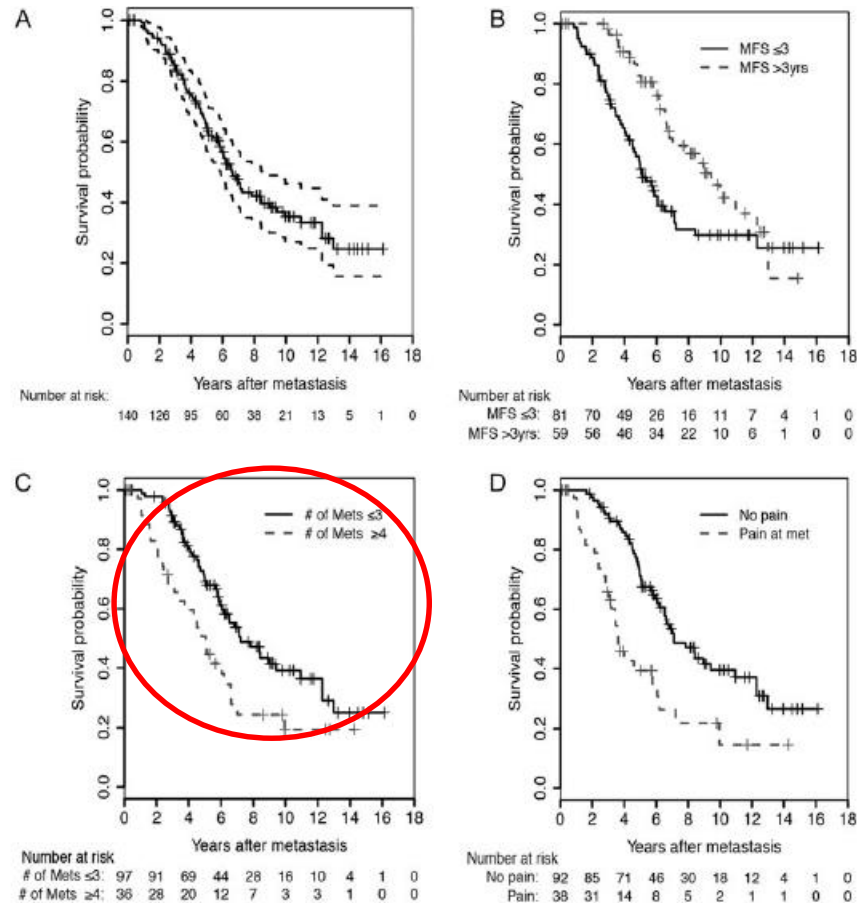 A
Survival probability
1.0
0.8
0.6
0.4
0.2
0.0
0 2 4 6 8 10 12 14 16 18
Years after metastasis
Number at risk:
140 126 95 60 38 21 13 5 1 0
B
MFS ≤3
MFS >3yrs
Survival probability
1.0
0.8
0.6
0.4
0.2
0.0
0 2 4 6 8 10 12 14 16 18
Years after metastasis
Number at risk
MFS ≤3: 81 70 49 26 16 11 7 4 1 0
MFS >3yrs: 59 56 46 34 22 10 6 1 0 0
C
# of Mets ≤3
# of Mets ≥4
Survival probability
1.0
0.8
0.6
0.4
0.2
0.0
0 2 4 6 8 10 12 14 16 18
Years after metastasis
Number at risk
# of Mets ≤3: 97 91 69 44 28 16 10 4 1 0
# of Mets ≥4: 36 28 20 12 7 3 3 1 0 0
D
No pain
Pain at met
Survival probability
1.0
0.8
0.6
0.4
0.2
0.0
0 2 4 6 8 10 12 14 16 18
Years after metastasis
Number at risk
No pain: 92 85 71 46 30 18 12 4 1 0
Pain: 38 31 14 8 5 2 1 1 0 0